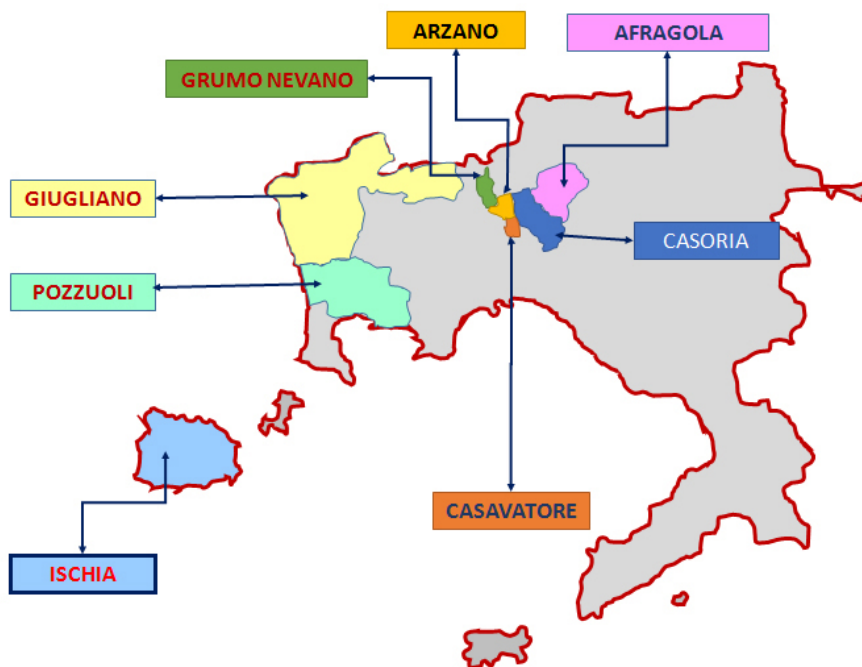 ARZANO
AFRAGOLA
GRUMO NEVANO
GIUGLIANO
CASORIA
POZZUOLI
CASAVATORE
ISCHIA